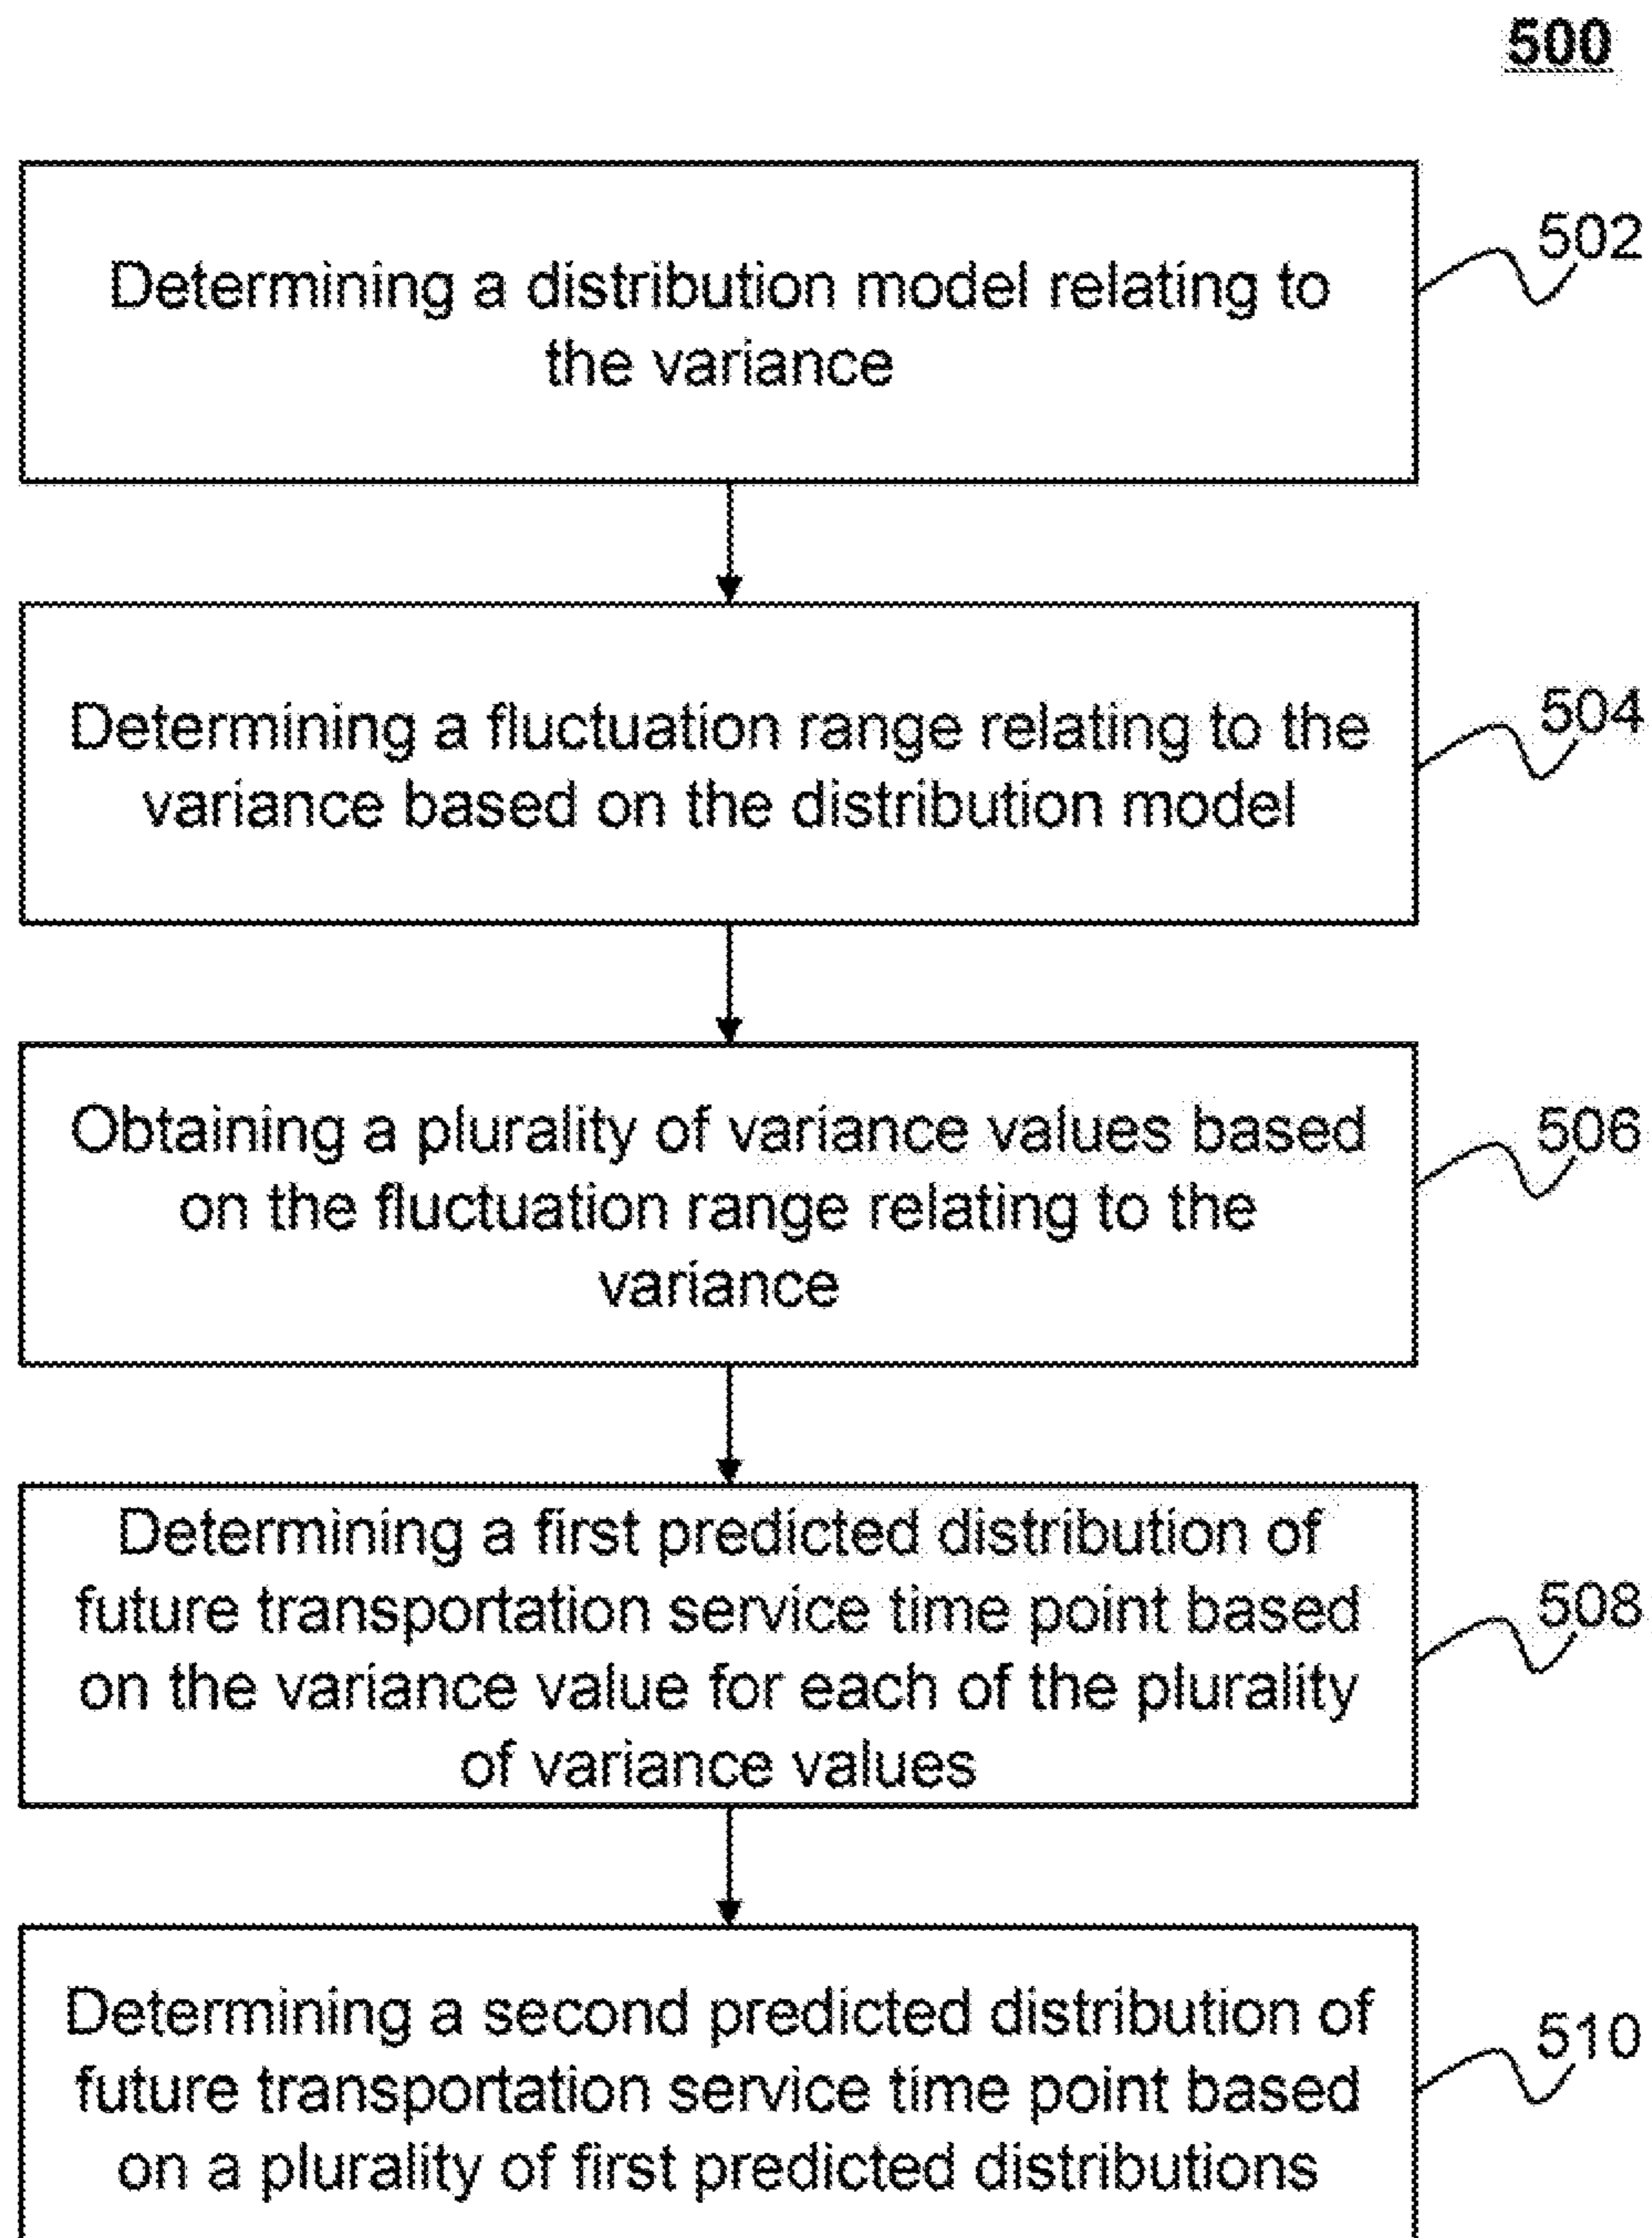 500
Determining a distribution model relating to
the variance
502
Determining a fluctuation range relating to the
variance based on the distribution model
504
Obtaining a plurality of variance values based
on the fluctuation range relating to the
variance
506
Determining a first predicted distribution of
future transportation service time point based
on the variance value for each of the plurality
of variance values
508
Determining a second predicted distribution of
future transportation service time point based
on a plurality of first predicted distributions
510